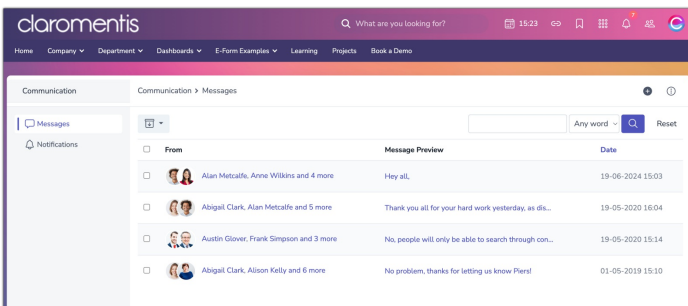 claromentis
What are you looking for?
15:23
7
Home Company Department Dashboards E-Form Examples Learning Projects Book a Demo
Communication
Communication > Messages
Messages
Notifications
Any word
Reset
From Message Preview Date
Alan Metcalfe, Anne Wilkins and 4 more Hey all, 19-06-2024 15:03
Abigail Clark, Alan Metcalfe and 5 more Thank you all for your hard work yesterday, as dis... 19-05-2020 16:04
Austin Glover, Frank Simpson and 3 more No, people will only be able to search through con... 19-05-2020 15:14
Abigail Clark, Alison Kelly and 6 more No problem, thanks for letting us know Piers! 01-05-2019 15:10